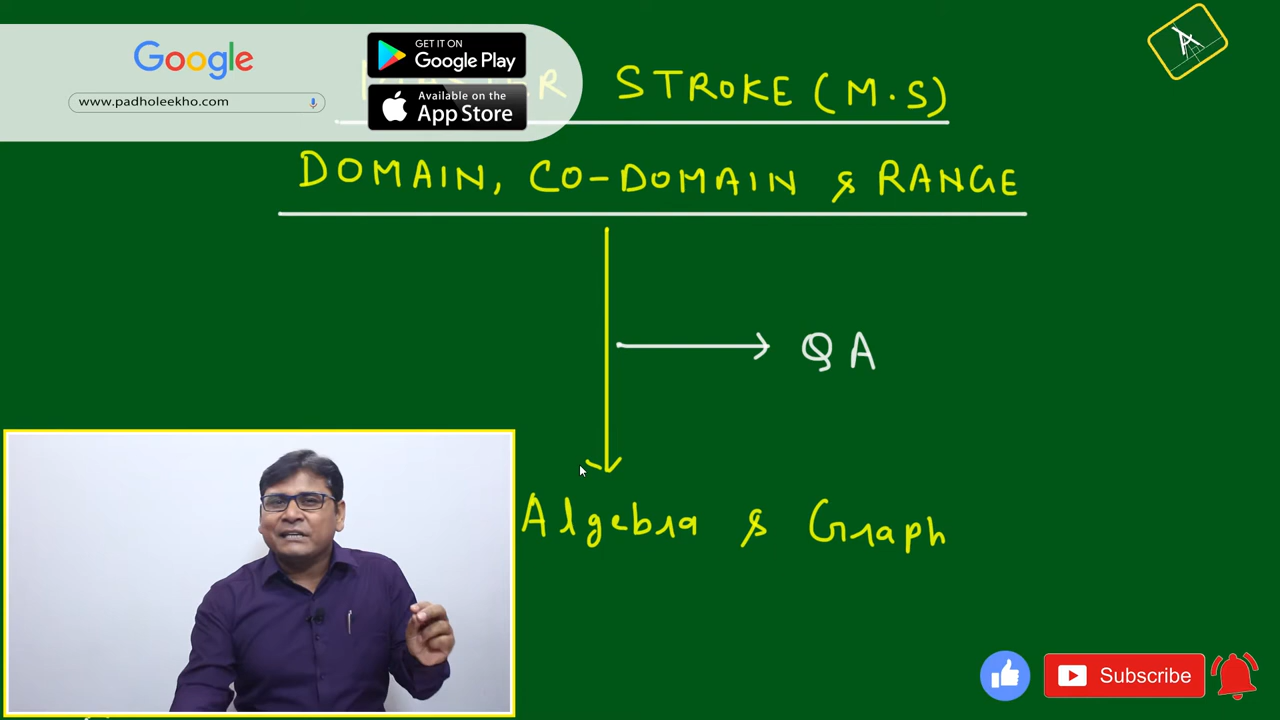 Google
www.padholeekho.com
GET IT ON
Google Play
Available on the
App Store
STROKE (M.S)
DOMAIN, CO-DOMAIN & RANGE
QA
Algebra & Graph
Subscribe